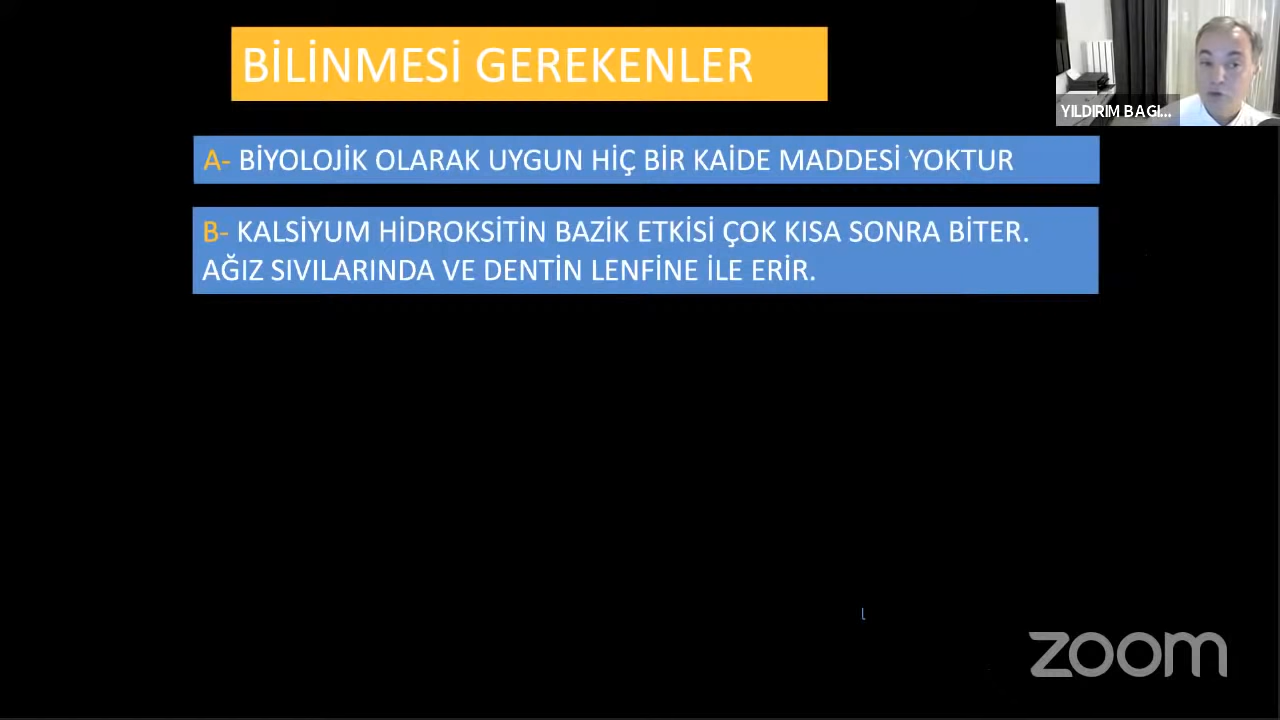 BİLİNMESİ GEREKENLER
YILDIRIM BAGI...
A- BİYOLOJİK OLARAK UYGUN HİÇ BİR KAİDE MADDESİ YOKTUR
B- KALSİYUM HİDROKSİTİN BAZİK ETKİSİ ÇOK KISA SONRA BİTER.
AĞIZ SIVILARINDA VE DENTİN LENFİNE İLE ERİR.
zoom